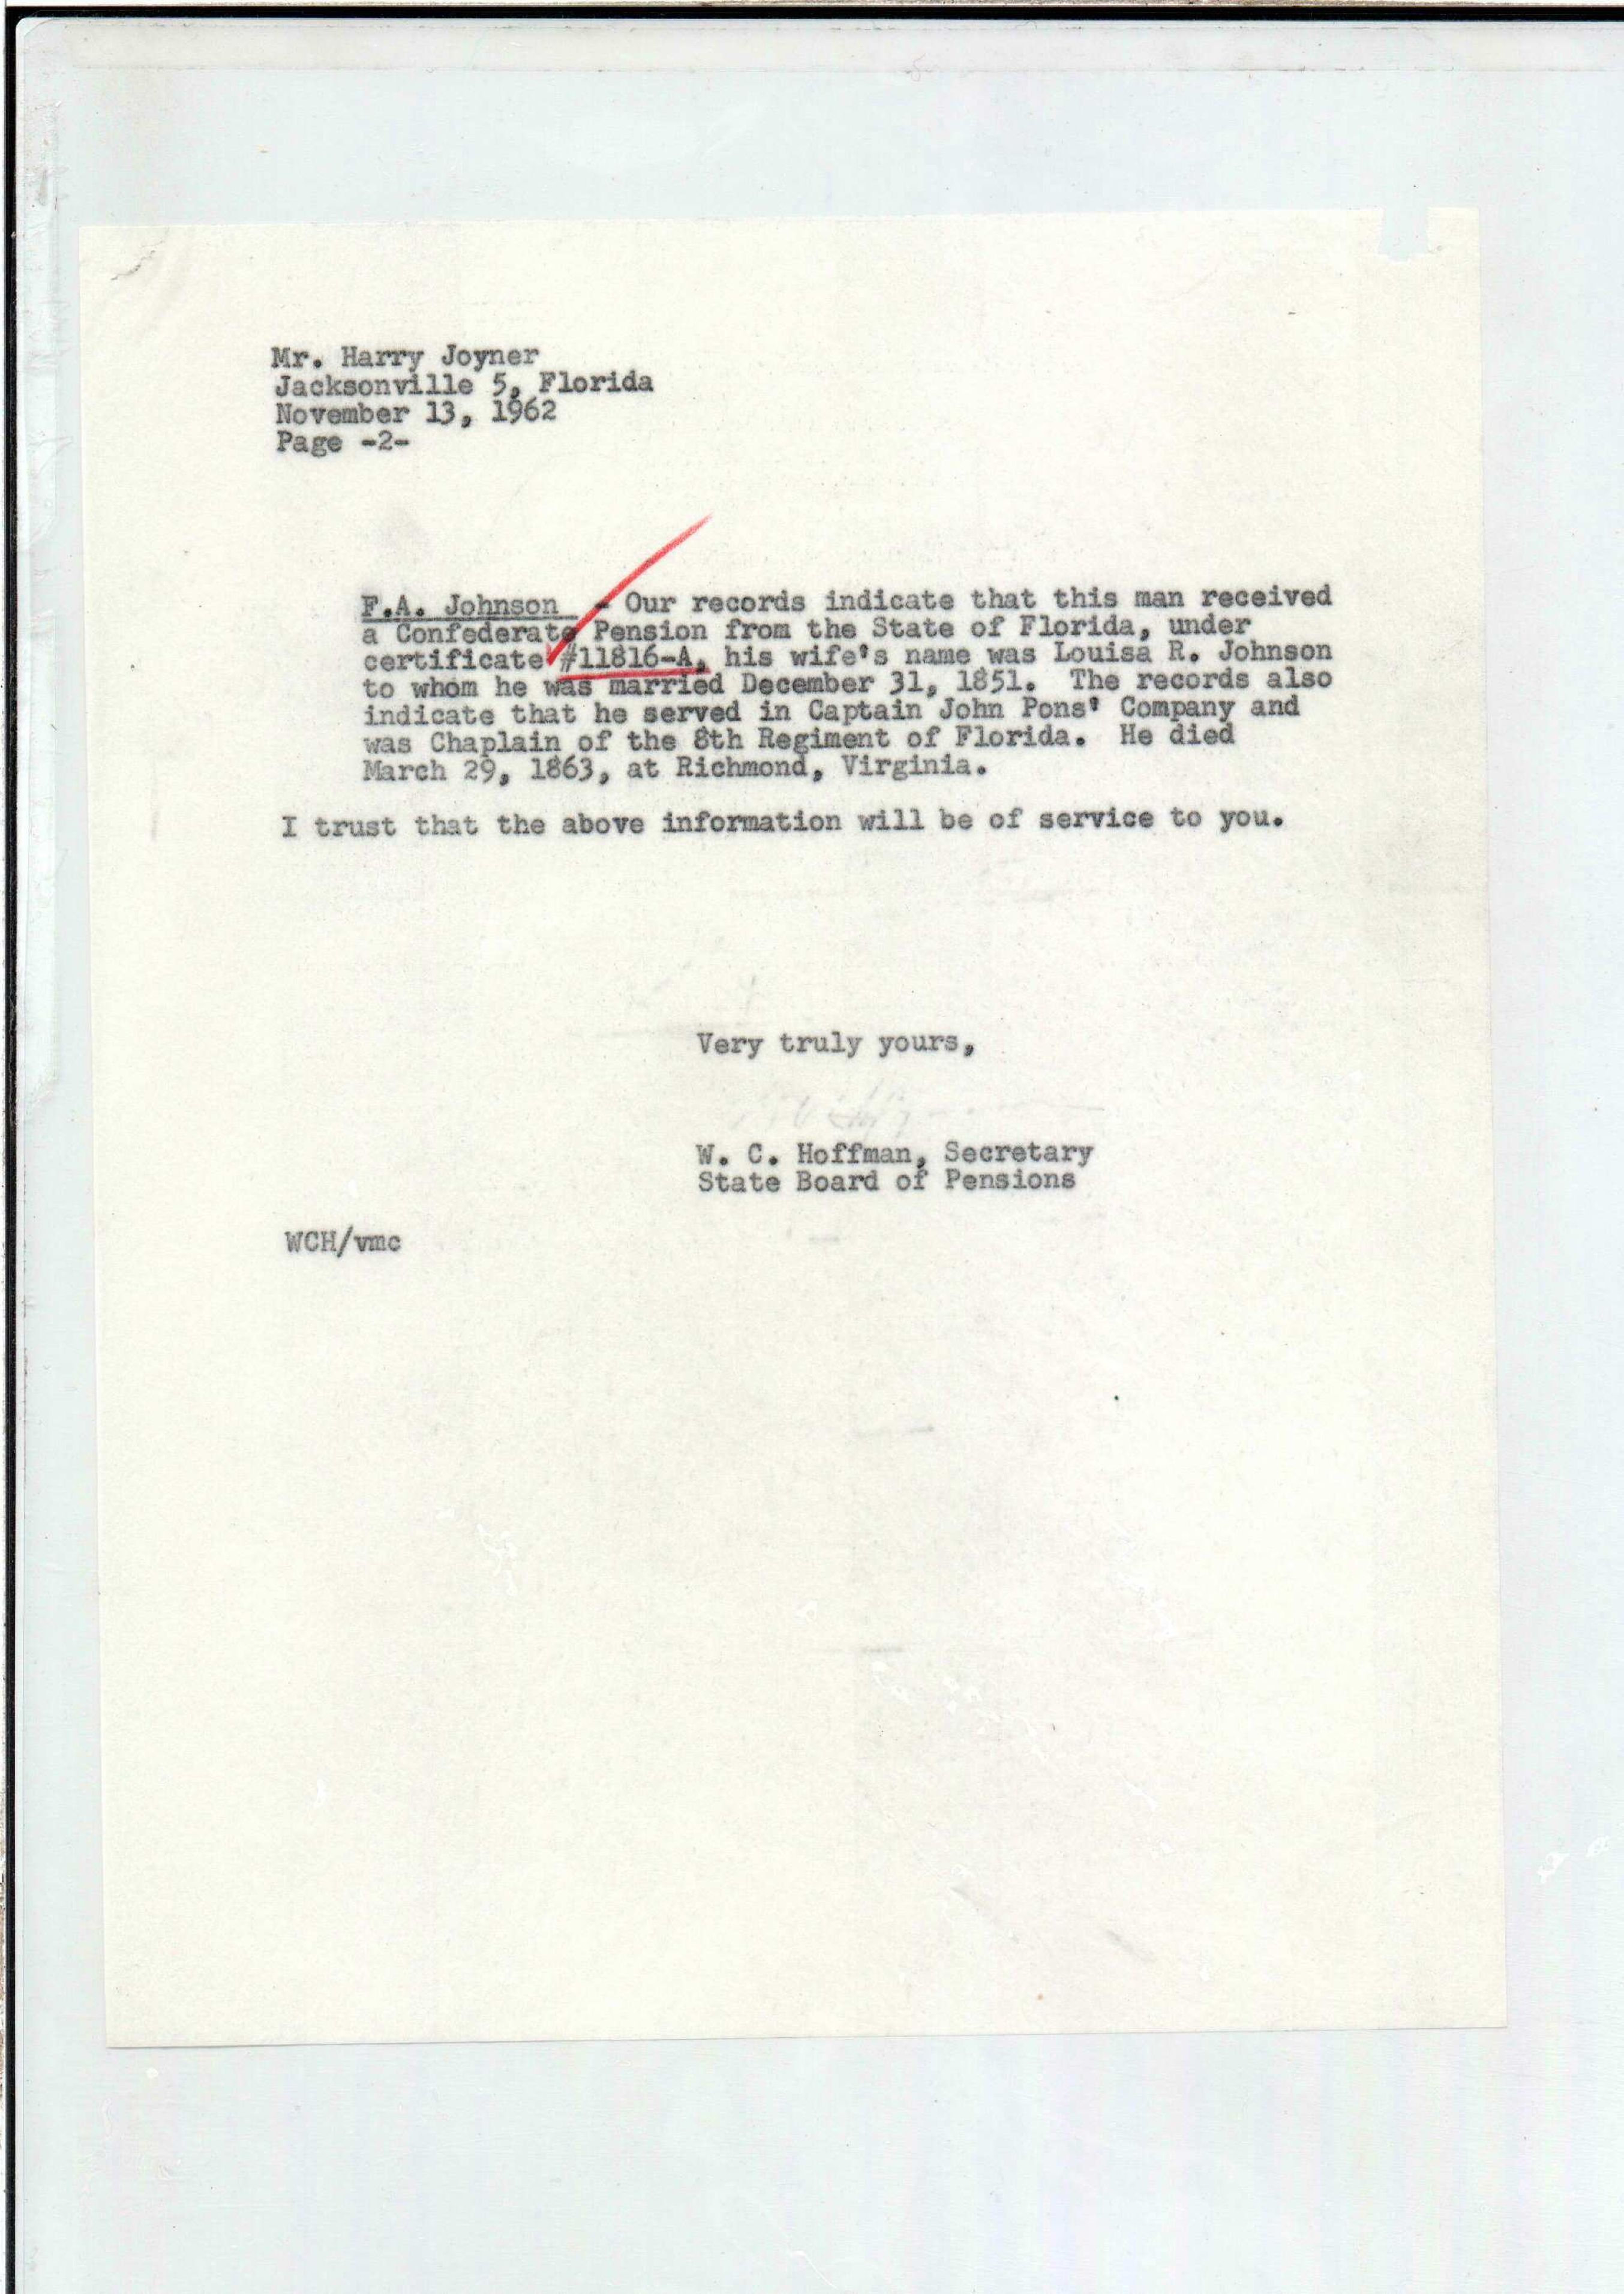 Mr. Harry Joyner
Jacksonville 5, Florida
November 13, 1962
Page -2-
F.A. Johnson - Our records indicate that this man received
a Confederate Pension from the State of Florida, under
certificate #11816-A, his wife's name was Louisa R. Johnson
to whom he was married December 31, 1851. The records also
indicate that he served in Captain John Pons' Company and
was Chaplain of the 8th Regiment of Florida. He died
March 29, 1863, at Richmond, Virginia.
I trust that the above information will be of service to you.
Very truly yours,
W. C. Hoffman, Secretary
State Board of Pensions
WCH/vmc